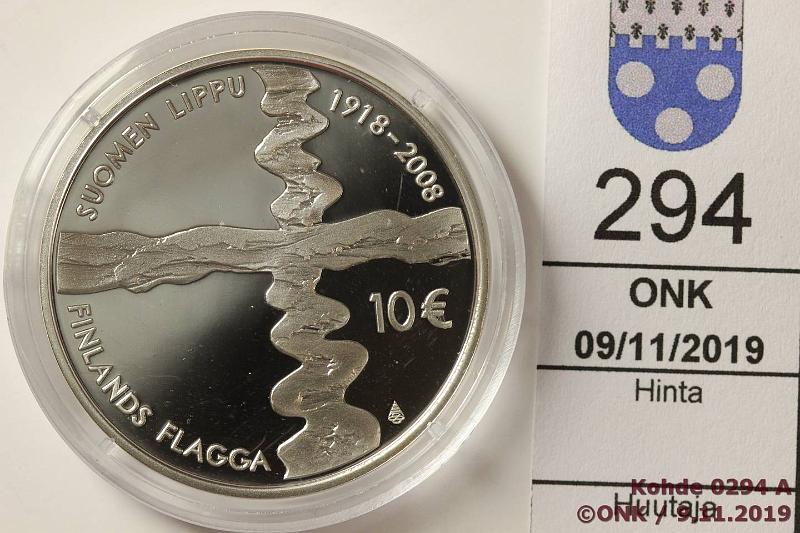 SUOMEN LIPPU
1918-2008
10€
FINLANDS FLAGGA
294
ONK
09/11/2019
Hinta
Huutaja
Kohde 0294 A
©ONK / 9.11.2019